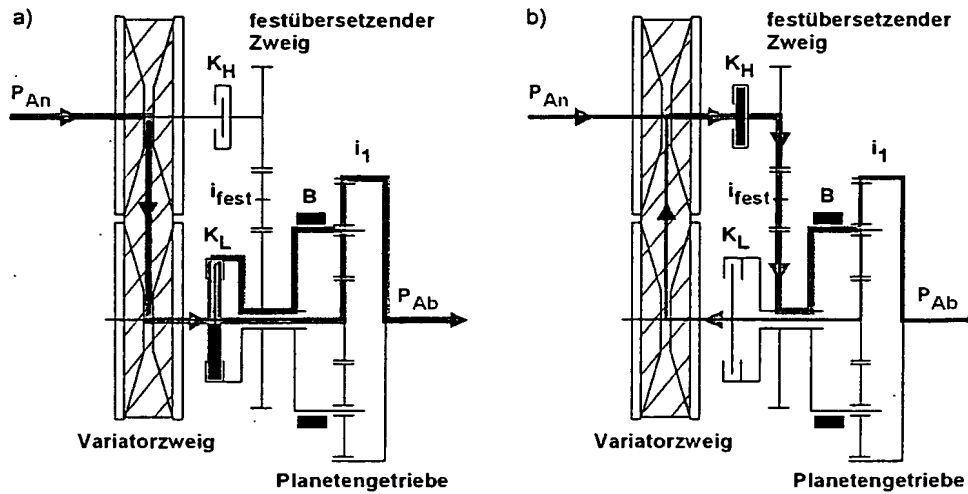 a)
festübersetzender
Zweig
K_H
P_An
i_1
i_fest
B
K_L
P_Ab
Variatorzweig
Planetengetriebe
b)
festübersetzender
Zweig
K_H
P_An
i_1
i_fest
B
K_L
P_Ab
Variatorzweig
Planetengetriebe